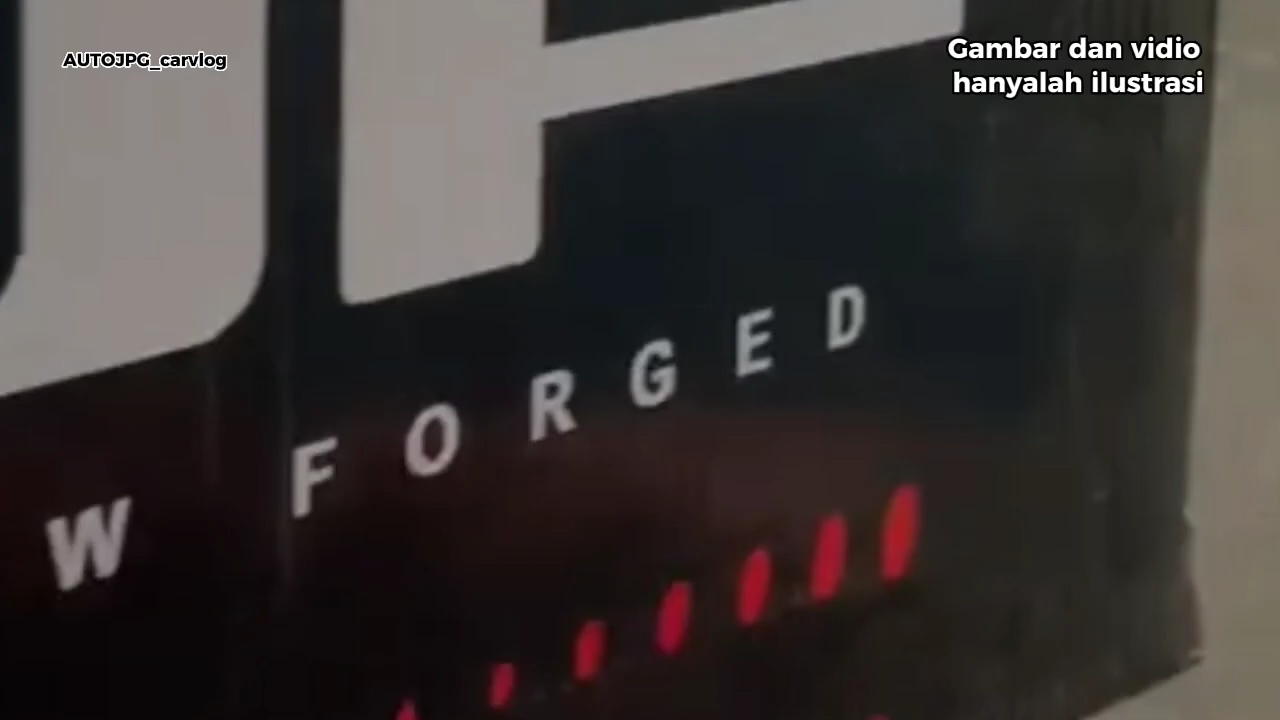 AUTOJPG_carvlog
Gambar dan vidio
hanyalah ilustrasi
W FORGED